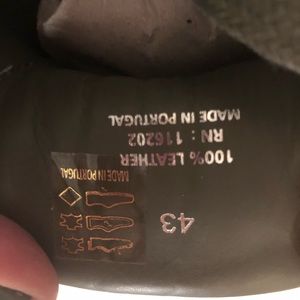 100% LEATHER
RN : 116202
MADE IN PORTUGAL
43
MADE IN PORTUGAL